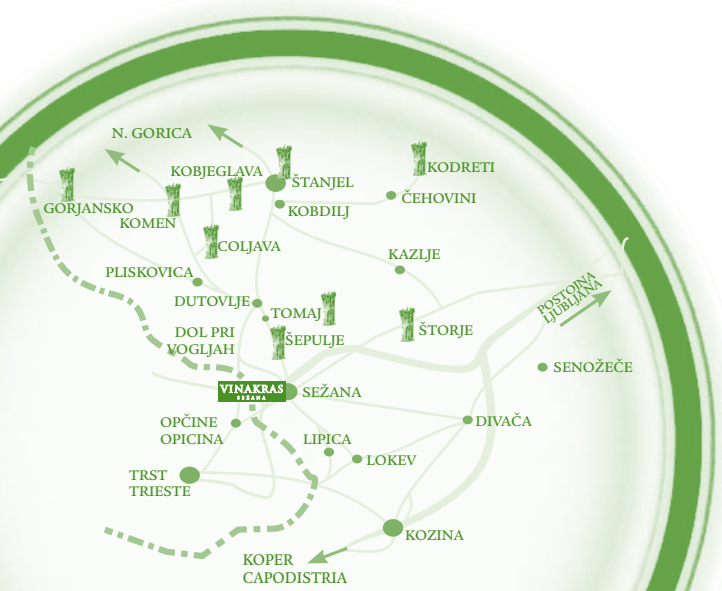 N. GORICA
KOBJEGLAVA
ŠTANJEL
KODRETI
ČEHOVINI
GORJANSKO
KOMEN
KOBDILJ
COLJAVA
KAZLJE
PLISKOVICA
DUTOVLJE
TOMAJ
POSTOJNA
LJUBLJANA
DOL PRI
VOGLJAH
ŠEPULJE
ŠTORJE
SENOŽEČE
VINAKRAS
SEŽANA
SEŽANA
OPČINE
OPICINA
DIVAČA
LIPICA
LOKEV
TRST
TRIESTE
KOZINA
KOPER
CAPODISTRIA